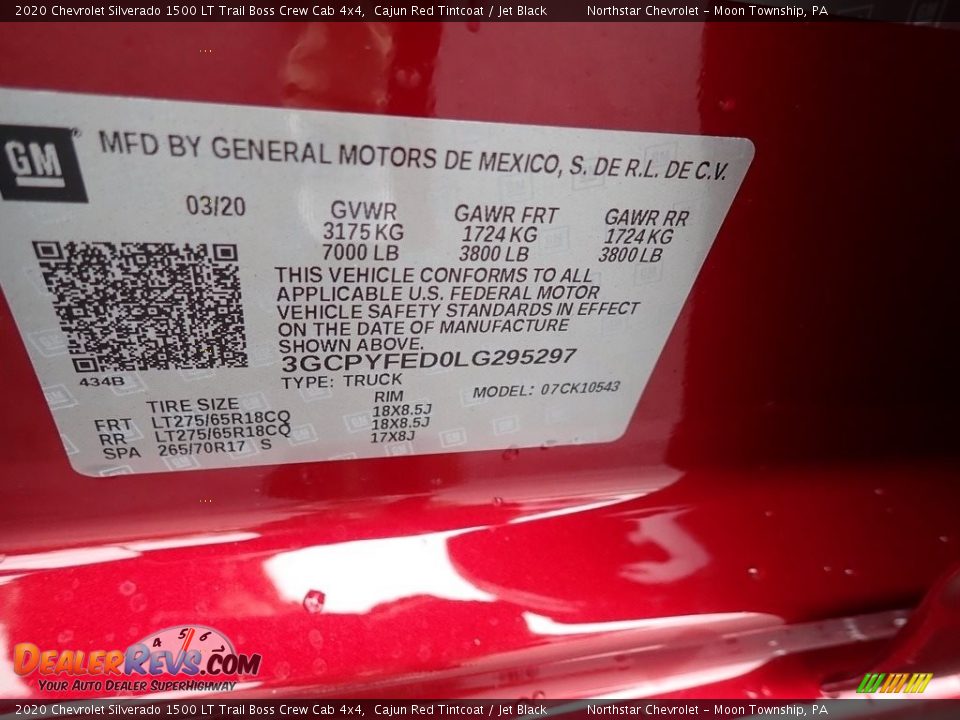 2020 Chevrolet Silverado 1500 LT Trail Boss Crew Cab 4x4,  Cajun Red Tintcoat / Jet Black  Northstar Chevrolet - Moon Township, PA
GM®
MFD BY GENERAL MOTORS DE MEXICO, S. DE R.L. DE C.V.
03/20  GVWR  GAWR FRT  GAWR RR
3175 KG  1724 KG  1724 KG
7000 LB  3800 LB  3800 LB
THIS VEHICLE CONFORMS TO ALL
APPLICABLE U.S. FEDERAL MOTOR
VEHICLE SAFETY STANDARDS IN EFFECT
ON THE DATE OF MANUFACTURE
SHOWN ABOVE.
3GCPYFED0LG295297
434B  TYPE: TRUCK  MODEL: 07CK10543
TIRE SIZE  RIM
FRT  LT275/65R18CQ  18X8.5J
RR  LT275/65R18CQ  18X8.5J
SPA  265/70R17  S  17X8J
4 5 6
DEALERREVS.COM
YOUR AUTO DEALER SUPERHIGHWAY
2020 Chevrolet Silverado 1500 LT Trail Boss Crew Cab 4x4,  Cajun Red Tintcoat / Jet Black  Northstar Chevrolet - Moon Township, PA